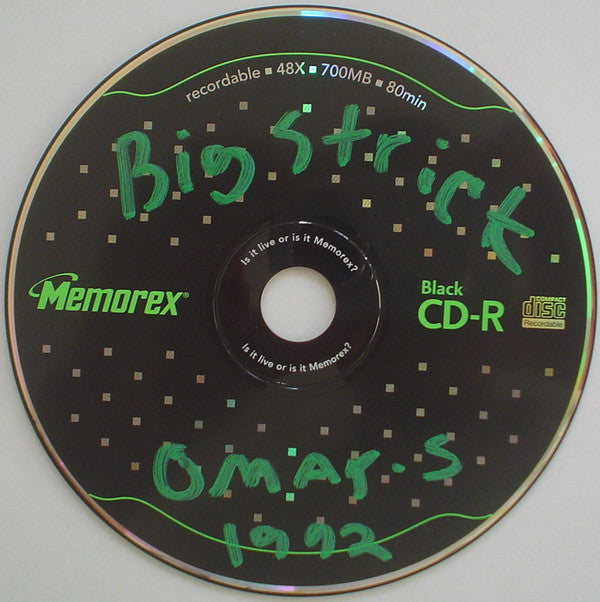 recordable ■ 48X ■ 700MB ■ 80min
Big Strick
Is it live or is it Memorex?
Memorex®
Black
CD-R
COMPACT
disc
Recordable
Is it live or is it Memorex?
OMAR-S
1992